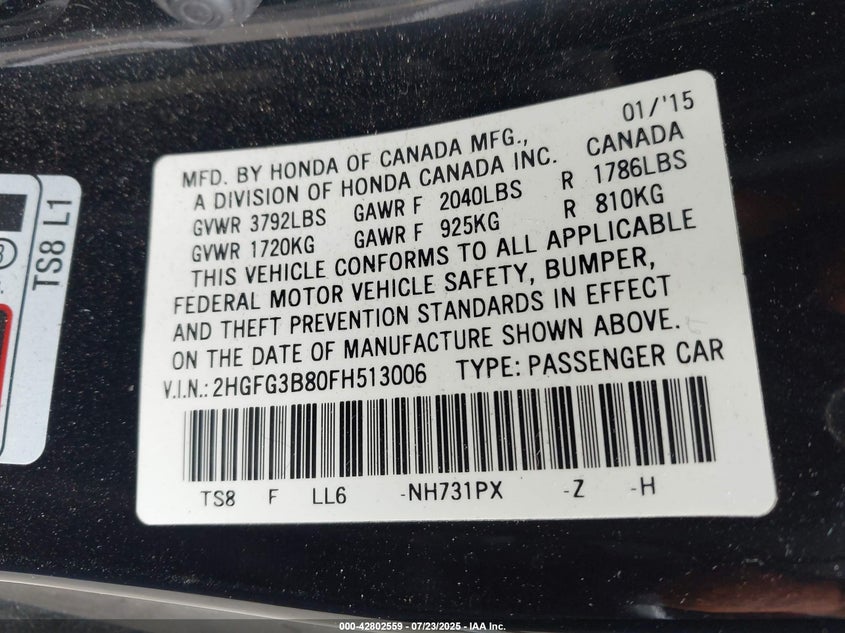 01/'15
MFD. BY HONDA OF CANADA MFG.,
A DIVISION OF HONDA CANADA INC. CANADA
GVWR 3792LBS GAWR F 2040LBS R 1786LBS
GVWR 1720KG GAWR F 925KG R 810KG
THIS VEHICLE CONFORMS TO ALL APPLICABLE
FEDERAL MOTOR VEHICLE SAFETY, BUMPER,
AND THEFT PREVENTION STANDARDS IN EFFECT
ON THE DATE OF MANUFACTURE SHOWN ABOVE.
V.I.N.: 2HGFG3B80FH513006 TYPE: PASSENGER CAR
TS8 F LL6 -NH731PX -Z -H
TS8 L1
000-42802559 - 07/23/2025 - IAA Inc.